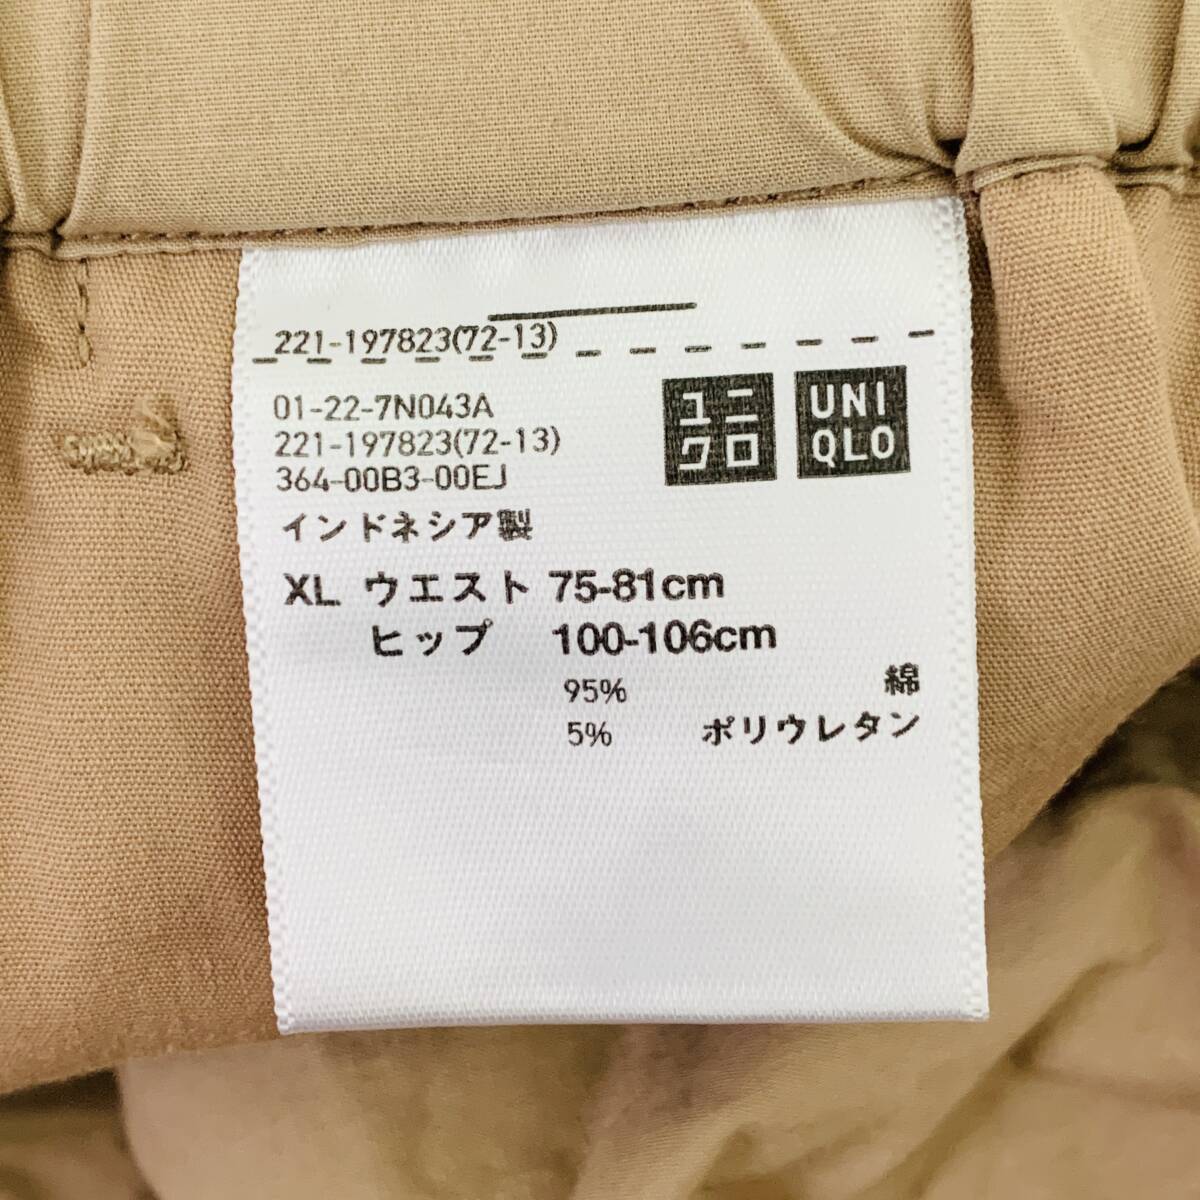 221-197823(72-13)
01-22-7N043A
221-197823(72-13)
364-00B3-00EJ
ユニ
クロ
UNI
QLO
インドネシア製
XL ウエスト 75-81cm
ヒップ 100-106cm
95% 綿
5% ポリウレタン